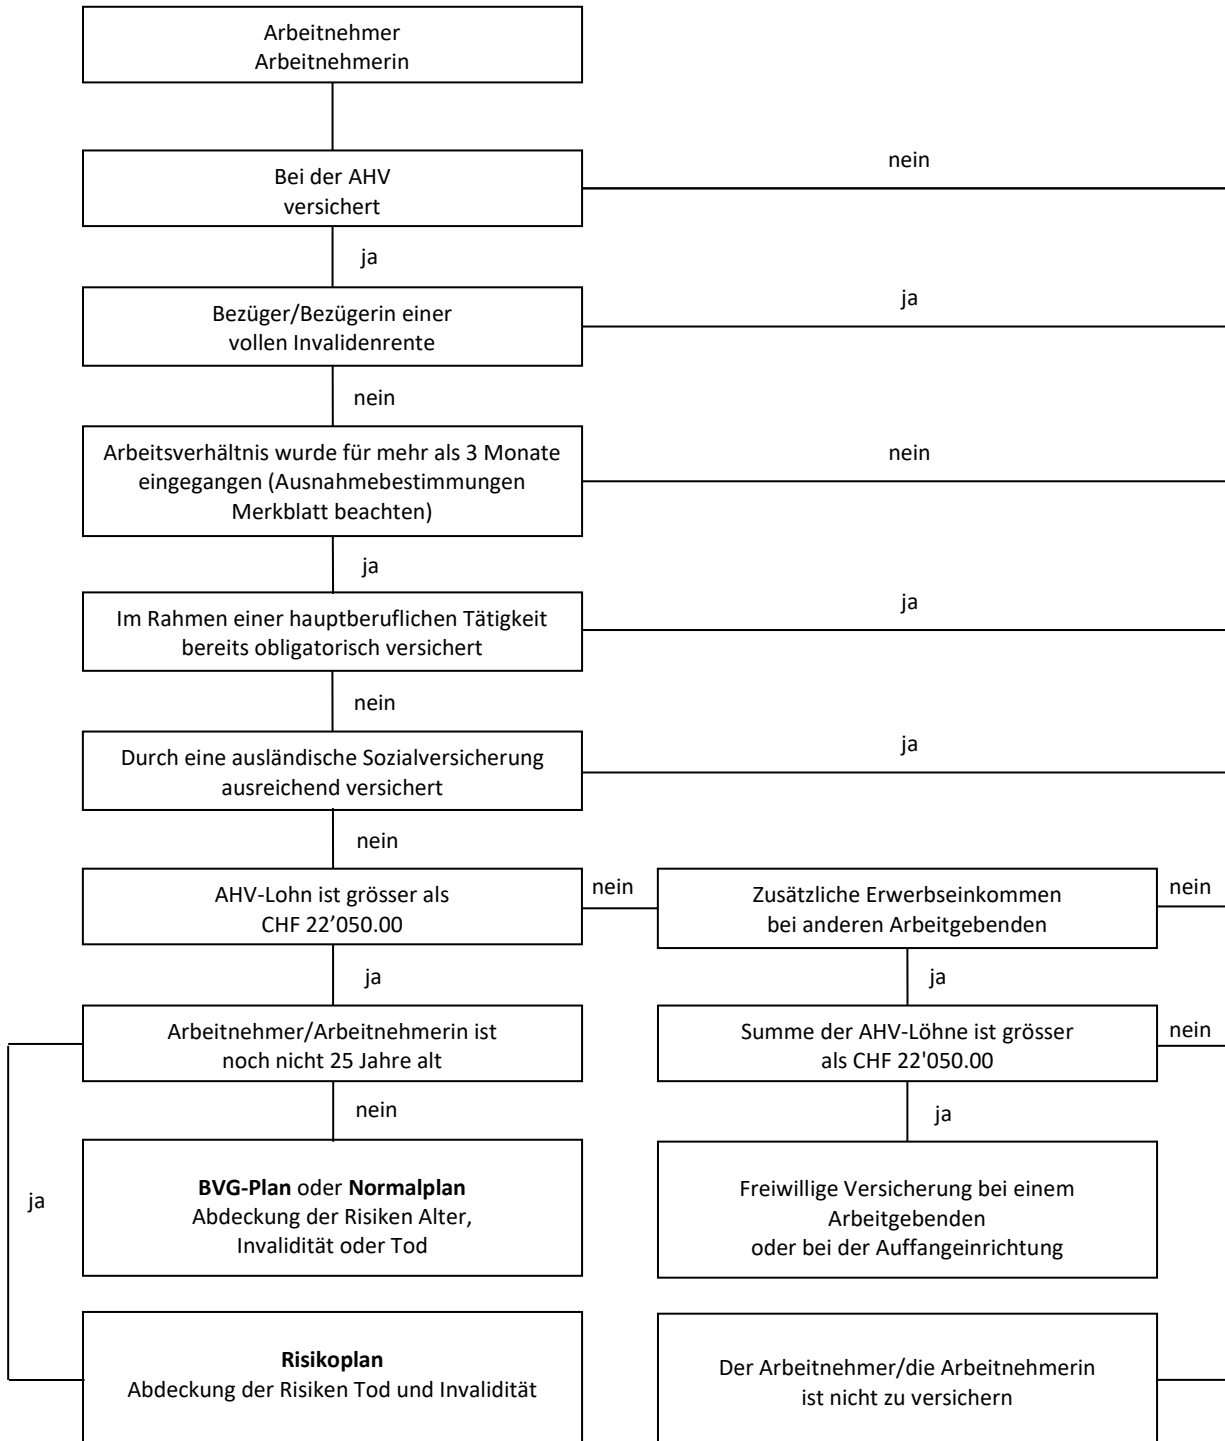 Arbeitnehmer
Arbeitnehmerin
Bei der AHV
versichert
nein
ja
Bezüger/Bezügerin einer
vollen Invalidenrente
ja
nein
Arbeitsverhältnis wurde für mehr als 3 Monate
eingegangen (Ausnahmebestimmungen
Merkblatt beachten)
nein
ja
Im Rahmen einer hauptberuflichen Tätigkeit
bereits obligatorisch versichert
ja
nein
Durch eine ausländische Sozialversicherung
ausreichend versichert
ja
nein
AHV-Lohn ist grösser als
CHF 22’050.00
nein
Zusätzliche Erwerbseinkommen
bei anderen Arbeitgebenden
nein
ja
ja
Arbeitnehmer/Arbeitnehmerin ist
noch nicht 25 Jahre alt
Summe der AHV-Löhne ist grösser
als CHF 22'050.00
nein
nein
ja
ja
BVG-Plan oder Normalplan
Abdeckung der Risiken Alter,
Invalidität oder Tod
Freiwillige Versicherung bei einem
Arbeitgebenden
oder bei der Auffangeinrichtung
Risikoplan
Abdeckung der Risiken Tod und Invalidität
Der Arbeitnehmer/die Arbeitnehmerin
ist nicht zu versichern